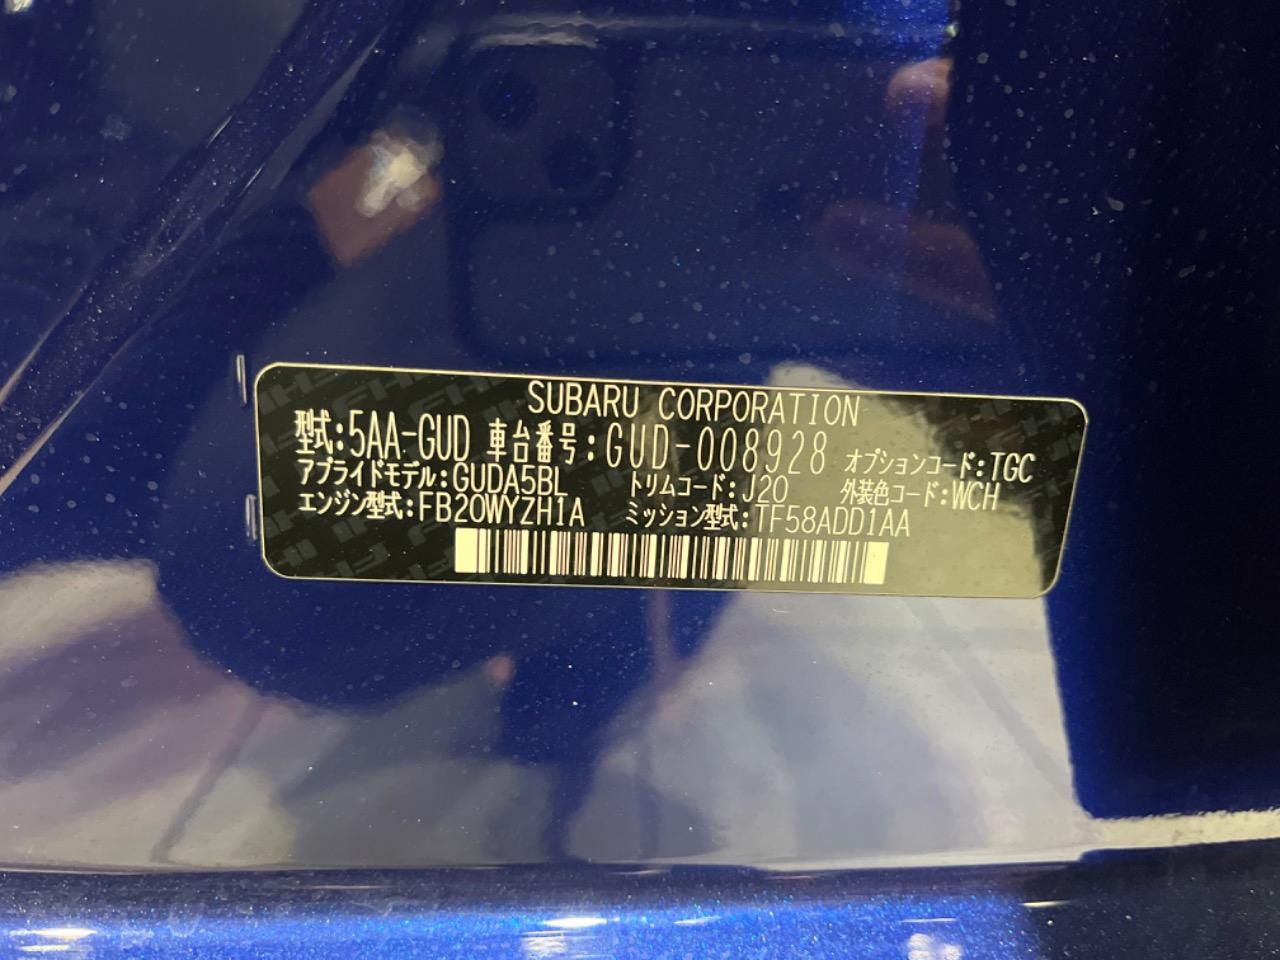 SUBARU CORPORATION
型式:5AA-GUD 車台番号:GUD-008928 オプションコード:TGC
アプライドモデル:GUDA5BL トリムコード:J20 外装色コード:WCH
エンジン型式:FB20WYZH1A ミッション型式:TF58ADD1AA